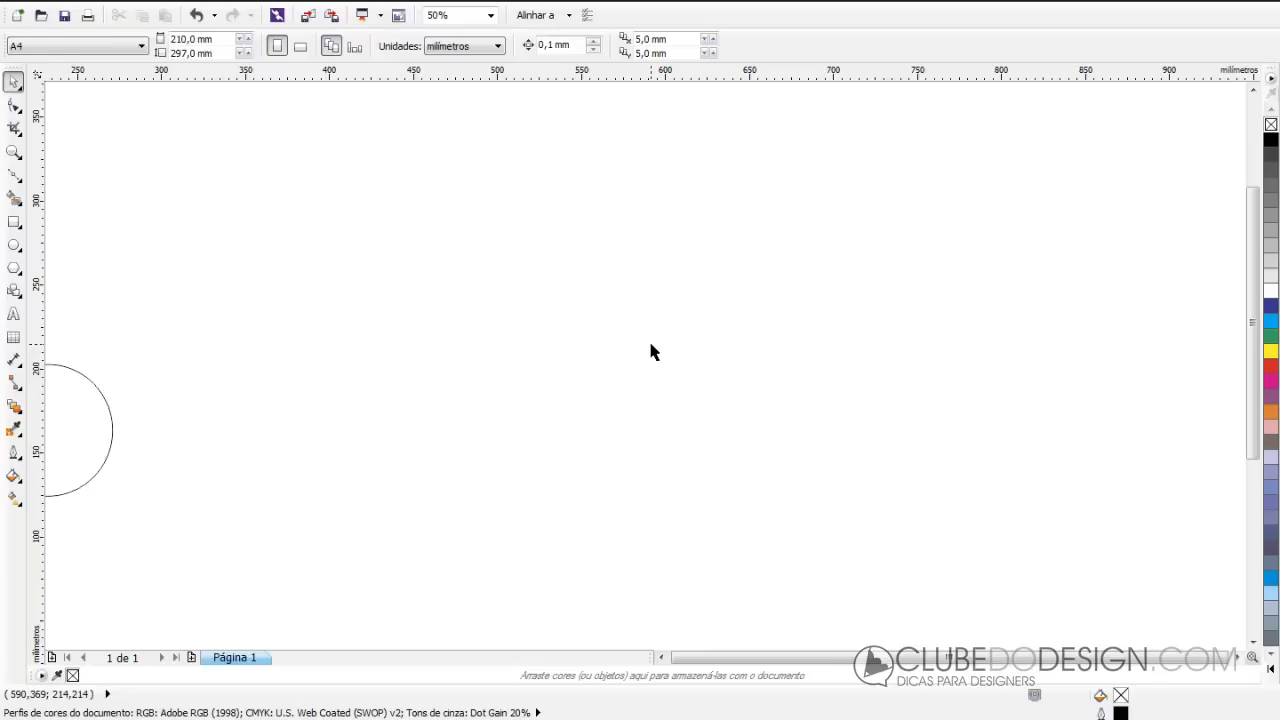 50%
Alinhar a
A4
210,0 mm
297,0 mm
Unidades:
milímetros
0,1 mm
5,0 mm
5,0 mm
250 300 350 400 450 500 550 600 650 700 750 800 850 900 milímetros
350
300
250
200
150
100
milímetros
1 de 1
Página 1
CLUBEDODESIGN.COM
DICAS PARA DESIGNERS
Arraste cores (ou objetos) aqui para armazená-las com o documento
( 590,369; 214,214 )
Perfis de cores do documento: RGB: Adobe RGB (1998); CMYK: U.S. Web Coated (SWOP) v2; Tons de cinza: Dot Gain 20%